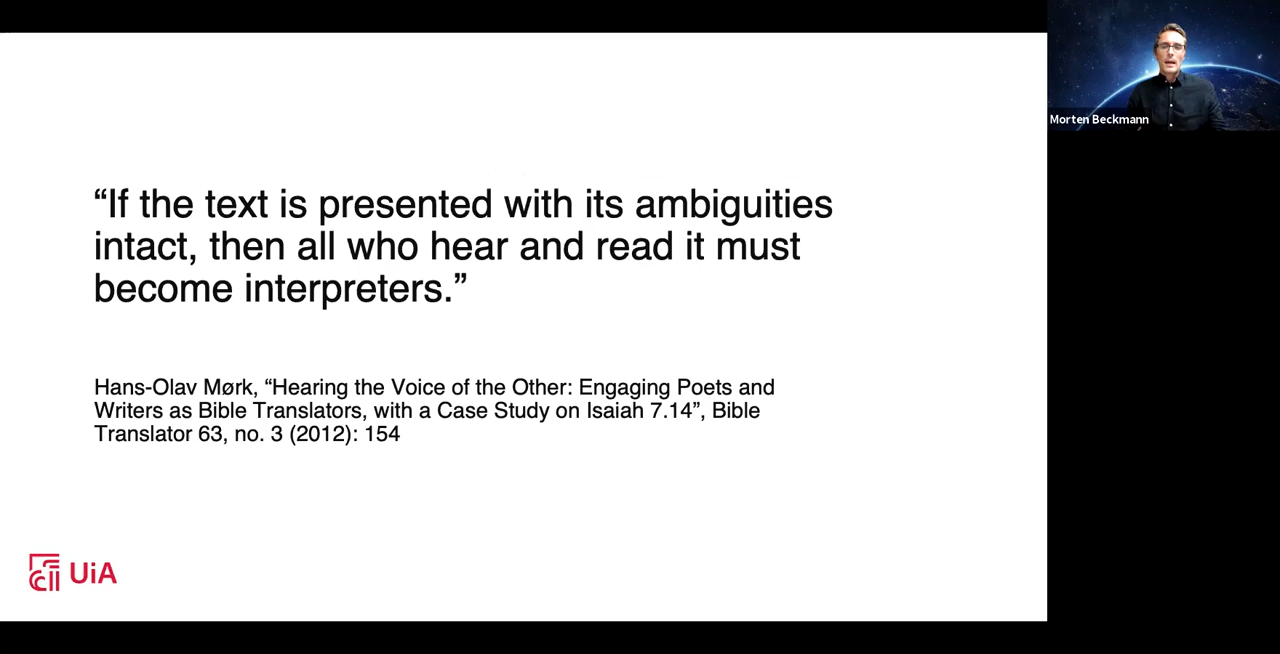 “If the text is presented with its ambiguities
intact, then all who hear and read it must
become interpreters.”
Hans-Olav Mørk, “Hearing the Voice of the Other: Engaging Poets and
Writers as Bible Translators, with a Case Study on Isaiah 7.14”, Bible
Translator 63, no. 3 (2012): 154
UiA
Morten Beckmann